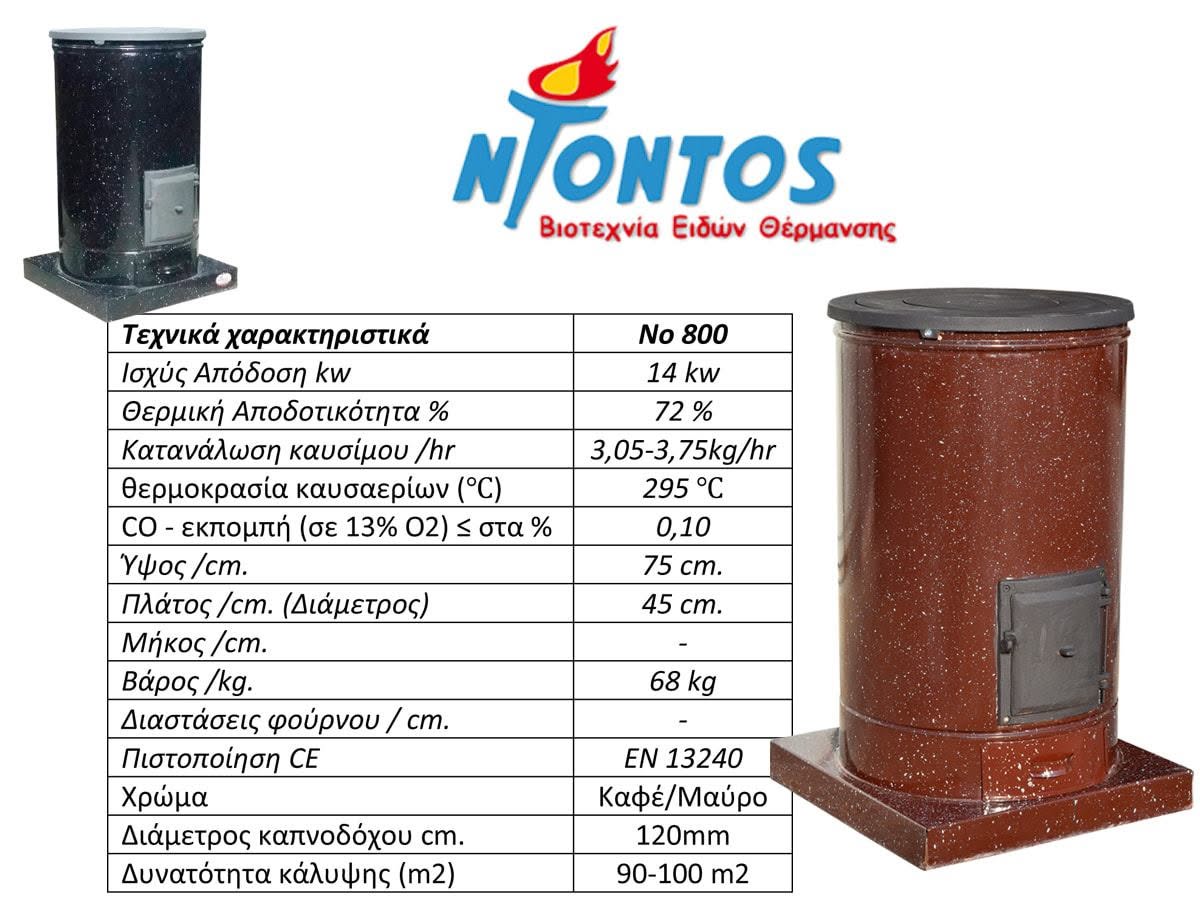 NTONTOS
Βιοτεχνία Ειδών Θέρμανσης
Τεχνικά χαρακτηριστικά No 800
Ισχύς Απόδοση kw 14 kw
Θερμική Αποδοτικότητα % 72 %
Κατανάλωση καυσίμου /hr 3,05-3,75kg/hr
θερμοκρασία καυσαερίων (℃) 295 ℃
CO - εκπομπή (σε 13% O2) ≤ στα % 0,10
Ύψος /cm. 75 cm.
Πλάτος /cm. (Διάμετρος) 45 cm.
Μήκος /cm. -
Βάρος /kg. 68 kg
Διαστάσεις φούρνου / cm. -
Πιστοποίηση CE EN 13240
Χρώμα Καφέ/Μαύρο
Διάμετρος καπνοδόχου cm. 120mm
Δυνατότητα κάλυψης (m2) 90-100 m2